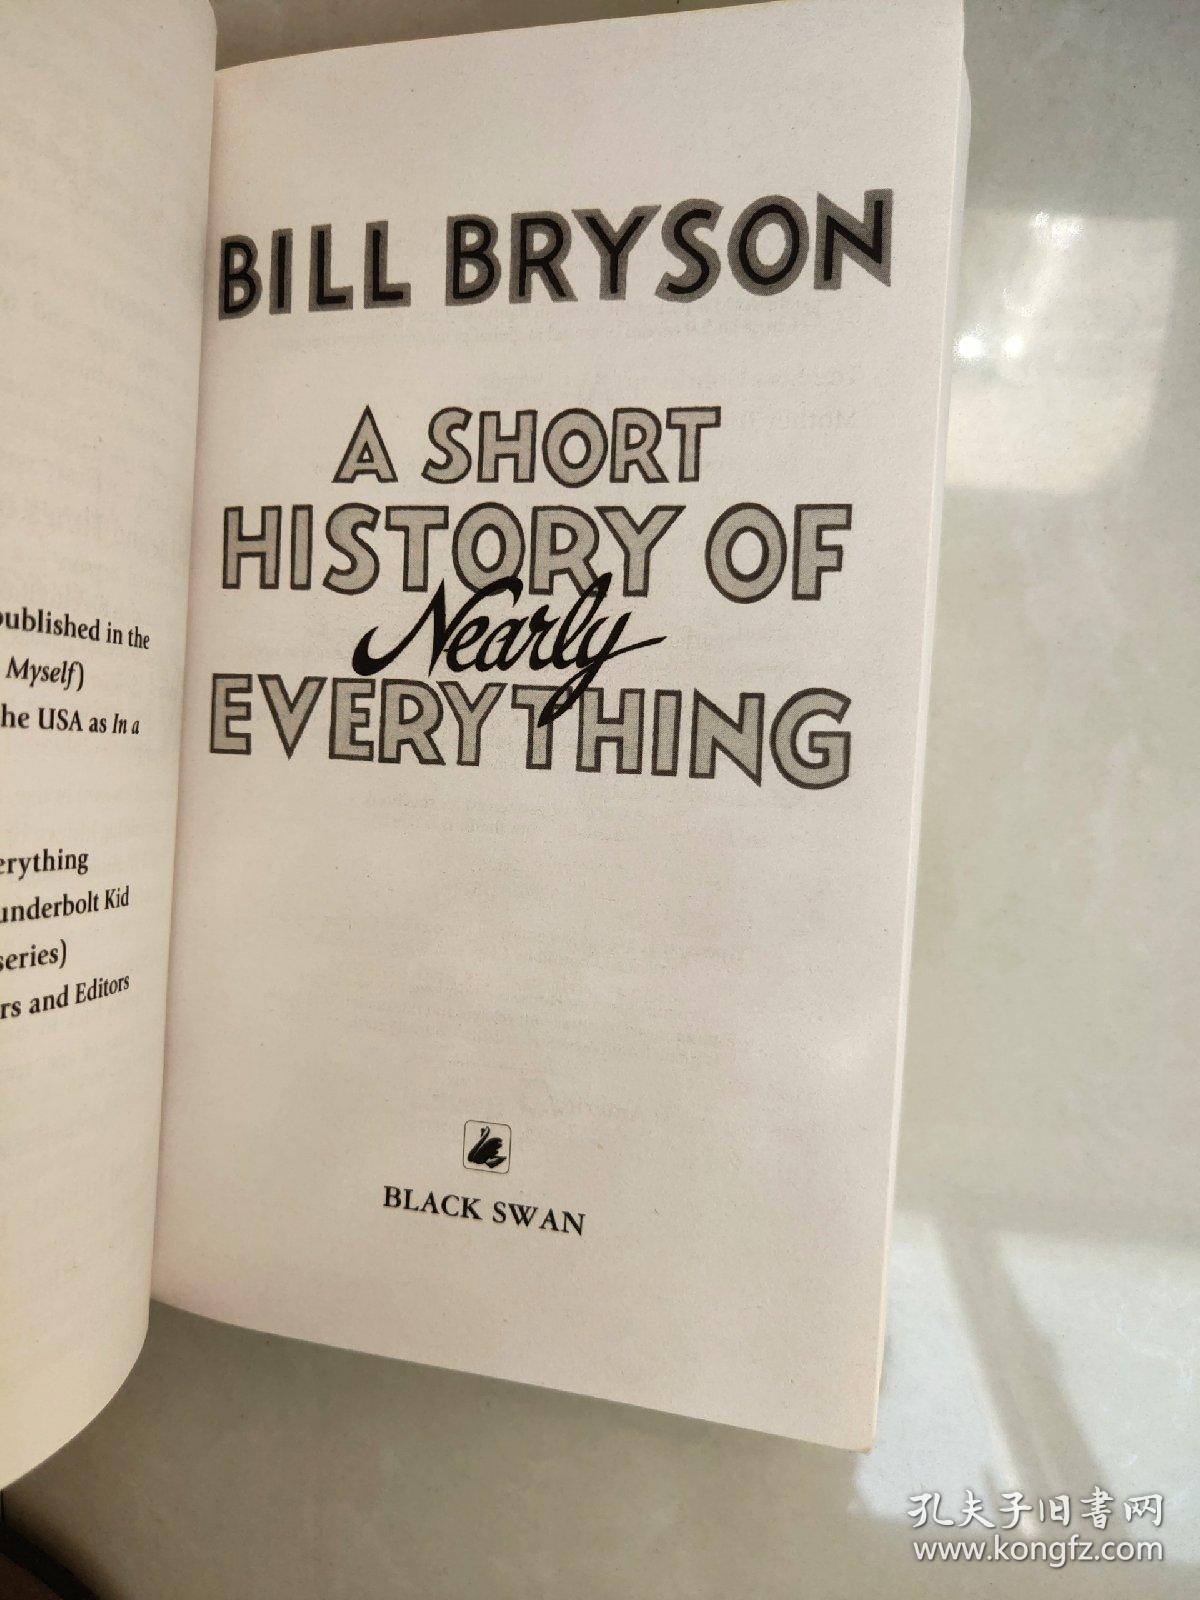 published in the
Myself)
he USA as In a
erything
underbolt Kid
series)
rs and Editors
BILL BRYSON
A SHORT
HISTORY OF
Nearly
EVERYTHING
BLACK SWAN
孔夫子旧书网
www.kongfz.com